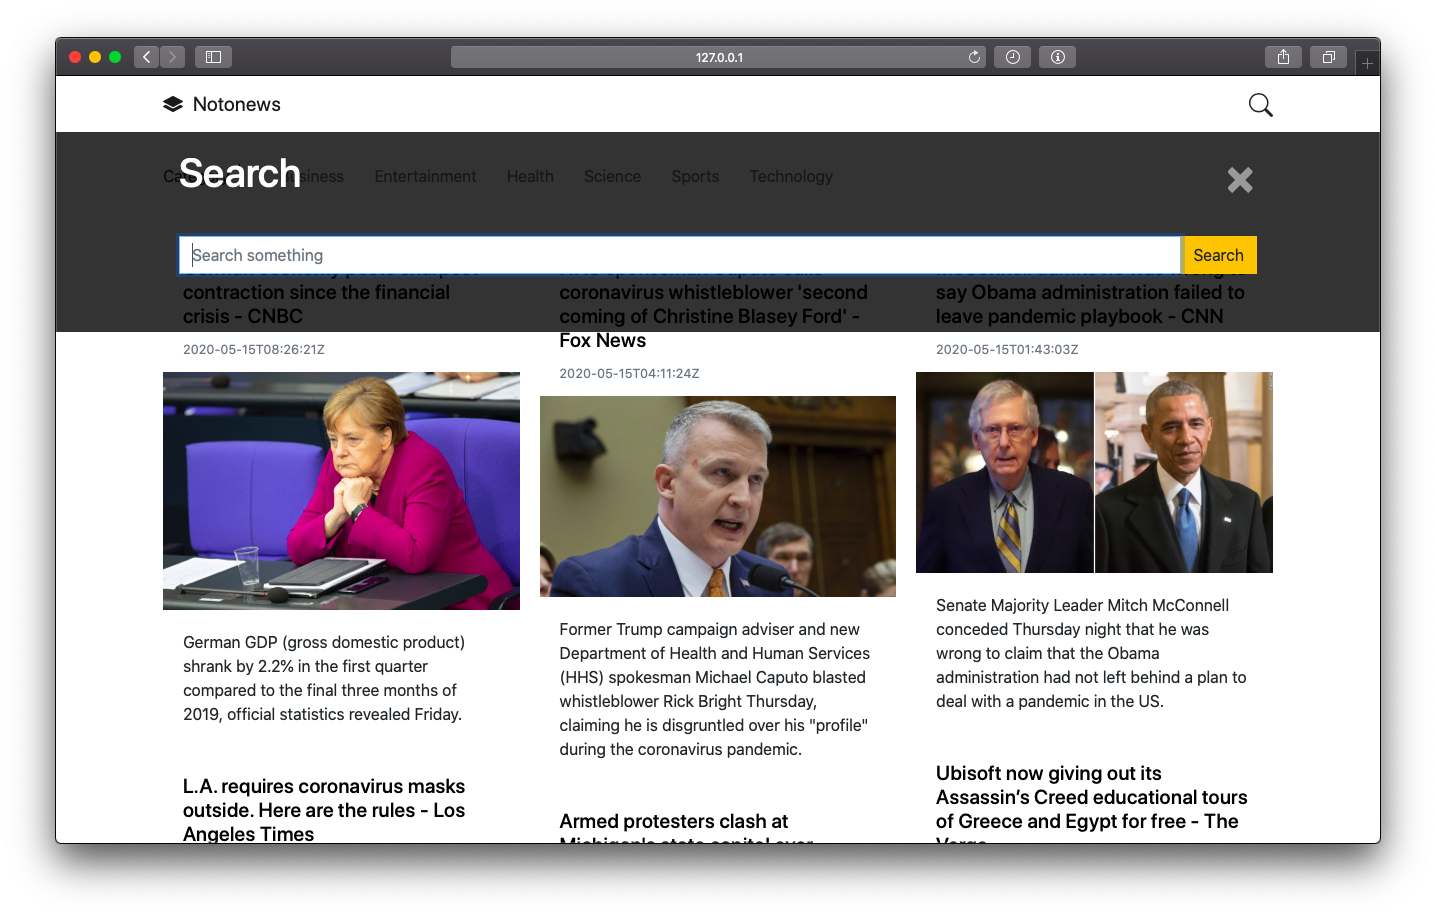 127.0.0.1
Notonews
Search
Entertainment
Health
Science
Sports
Technology
Search something
Search
contraction since the financial
crisis - CNBC
2020-05-15T08:26:21Z
coronavirus whistleblower 'second
coming of Christine Blasey Ford' -
Fox News
2020-05-15T04:11:24Z
say Obama administration failed to
leave pandemic playbook - CNN
2020-05-15T01:43:03Z
German GDP (gross domestic product)
shrank by 2.2% in the first quarter
compared to the final three months of
2019, official statistics revealed Friday.
Former Trump campaign adviser and new
Department of Health and Human Services
(HHS) spokesman Michael Caputo blasted
whistleblower Rick Bright Thursday,
claiming he is disgruntled over his "profile"
during the coronavirus pandemic.
Senate Majority Leader Mitch McConnell
conceded Thursday night that he was
wrong to claim that the Obama
administration had not left behind a plan to
deal with a pandemic in the US.
L.A. requires coronavirus masks
outside. Here are the rules - Los
Angeles Times
Armed protesters clash at
Michigan's state capitol over
Ubisoft now giving out its
Assassin’s Creed educational tours
of Greece and Egypt for free - The
Verge